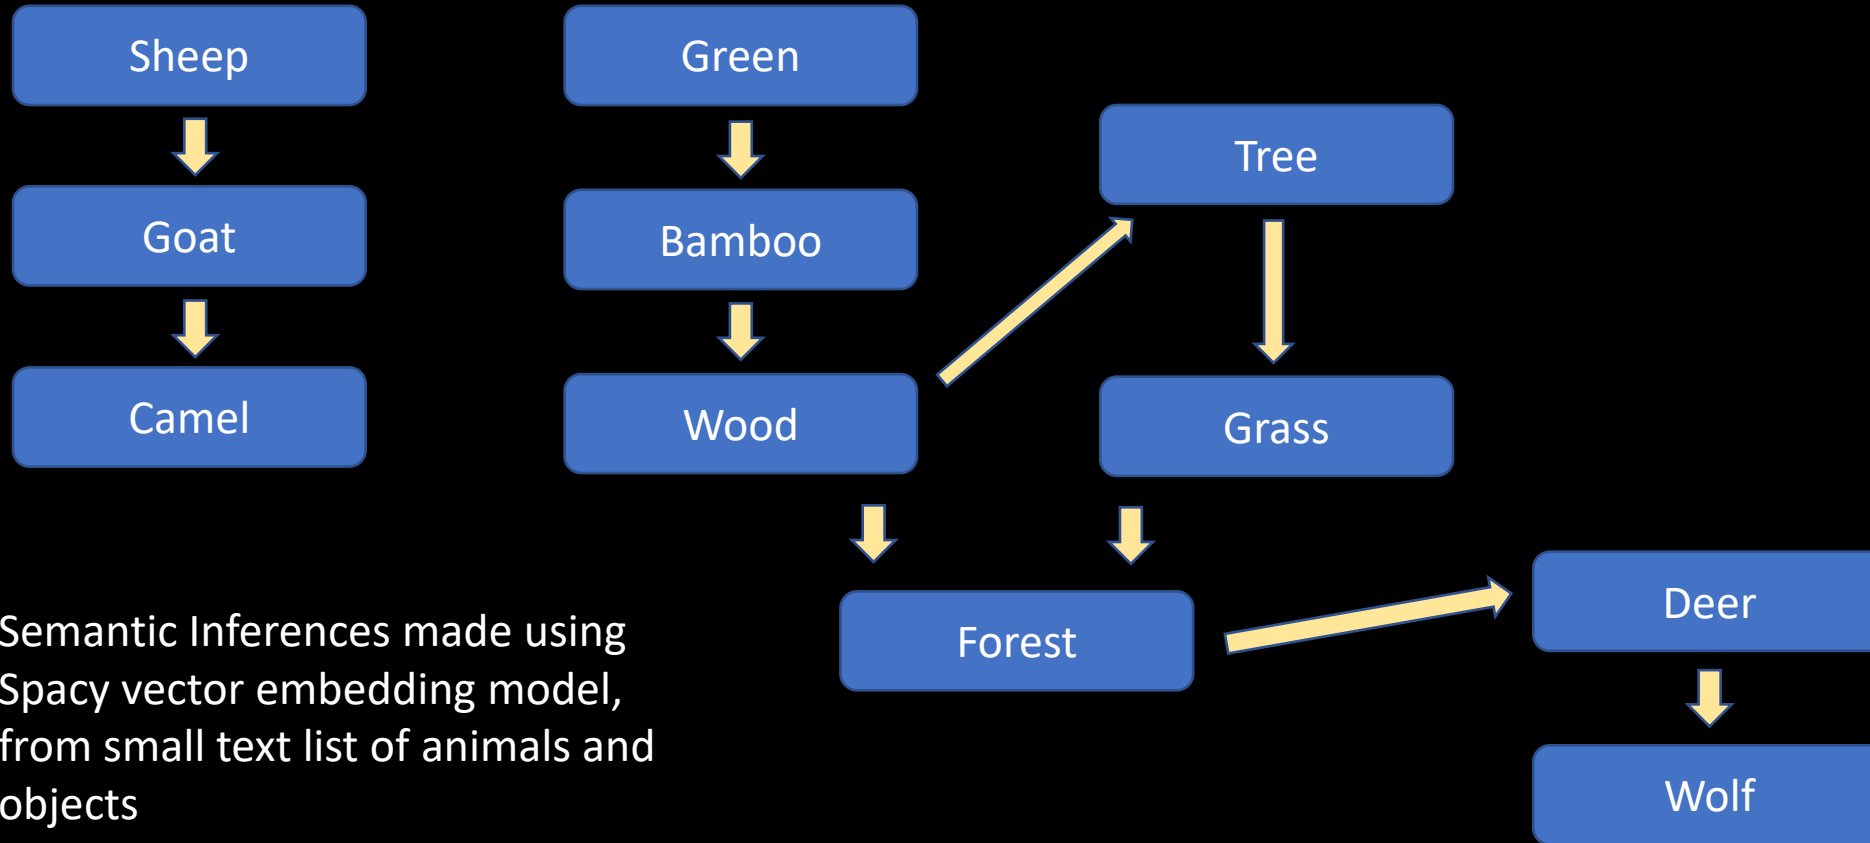 Sheep
Goat
Camel
Green
Bamboo
Wood
Tree
Grass
Forest
Deer
Wolf
Semantic Inferences made using
Spacy vector embedding model,
from small text list of animals and
objects